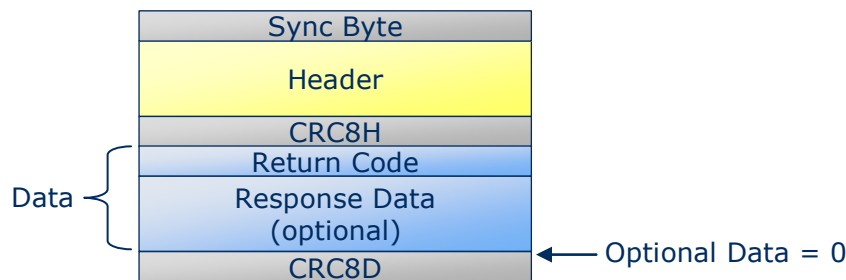 Sync Byte
Header
CRC8H
Return Code
Data
Response Data
(optional)
Optional Data = 0
CRC8D